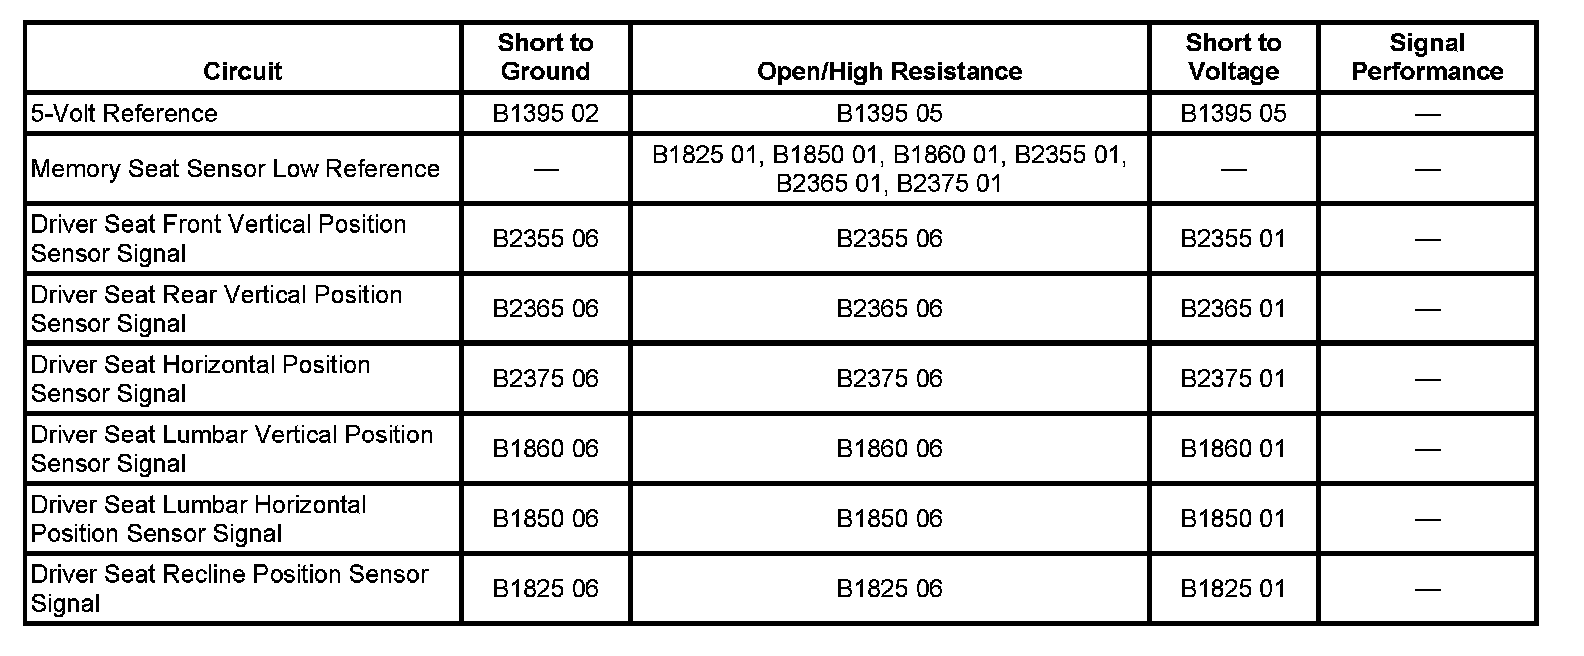 Circuit
Short to
Ground
Open/High Resistance
Short to
Voltage
Signal
Performance
5-Volt Reference
B1395 02
B1395 05
B1395 05
—
Memory Seat Sensor Low Reference
—
B1825 01, B1850 01, B1860 01, B2355 01,
B2365 01, B2375 01
—
—
Driver Seat Front Vertical Position
Sensor Signal
B2355 06
B2355 06
B2355 01
—
Driver Seat Rear Vertical Position
Sensor Signal
B2365 06
B2365 06
B2365 01
—
Driver Seat Horizontal Position
Sensor Signal
B2375 06
B2375 06
B2375 01
—
Driver Seat Lumbar Vertical Position
Sensor Signal
B1860 06
B1860 06
B1860 01
—
Driver Seat Lumbar Horizontal
Position Sensor Signal
B1850 06
B1850 06
B1850 01
—
Driver Seat Recline Position Sensor
Signal
B1825 06
B1825 06
B1825 01
—